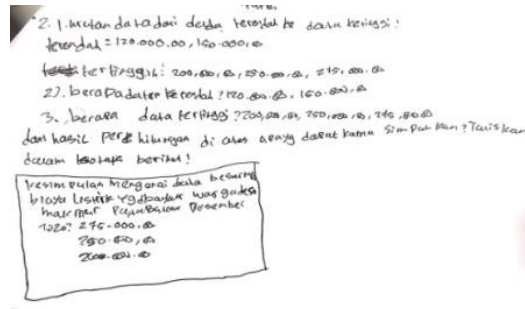 2. 1. urutan data dari data terendah ke data teringgi:
terendah = 120.000.00, 160.000,00
tertinggih: 200,000,00, 250.000.00, 275.000.00
2). berapa data terendah? 120.000.00. 160.000,00
3. berapa data tertinggi? 200,000,00, 250,000,00, 275,000
dari hasil perhitungan di atas apa yg dapat kamu simpulkan? Tuliskan
dalam kotak berikut!
kesimpulan mengenai data besarnya
biaya listrik yg dibayar warga desa
makmur pada bulan Desember
2020: 275.000.00
250.000,00
200.000.00